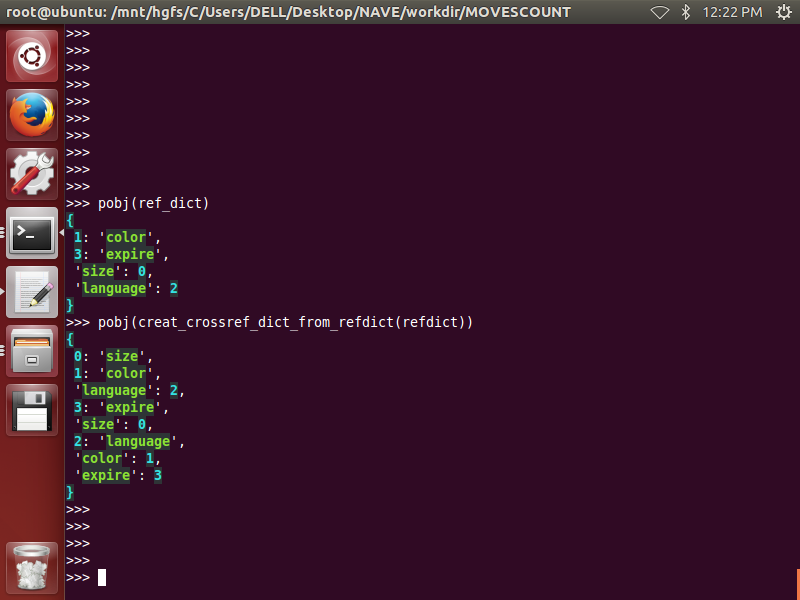 root@ubuntu: /mnt/hgfs/C/Users/DELL/Desktop/NAVE/workdir/MOVESCOUNT 12:22 PM
>>>
>>>
>>>
>>>
>>>
>>>
>>>
>>>
>>>
>>>
>>> pobj(ref_dict)
{
1: 'color',
3: 'expire',
'size': 0,
'language': 2
}
>>> pobj(creat_crossref_dict_from_refdict(refdict))
{
0: 'size',
1: 'color',
'language': 2,
3: 'expire',
'size': 0,
2: 'language',
'color': 1,
'expire': 3
}
>>>
>>>
>>>
>>>
>>>